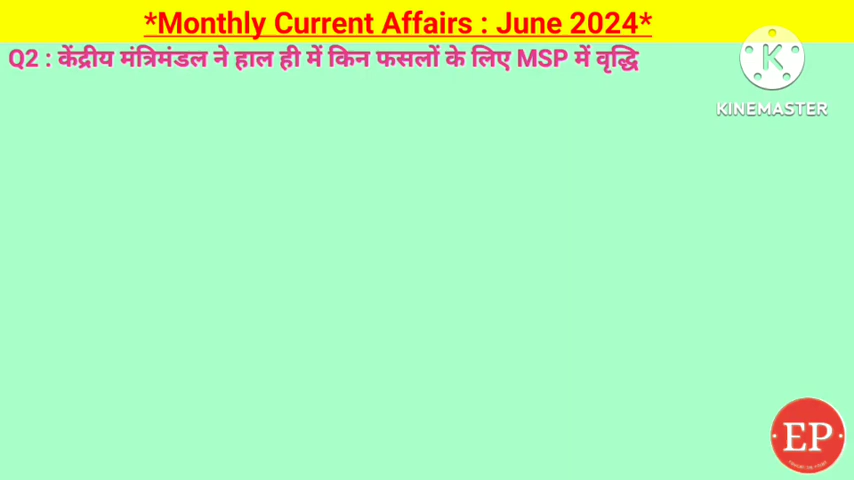 *Monthly Current Affairs : June 2024*
Q2 : केंद्रीय मंत्रिमंडल ने हाल ही में किन फसलों के लिए MSP में वृद्धि
KINEMASTER
EP